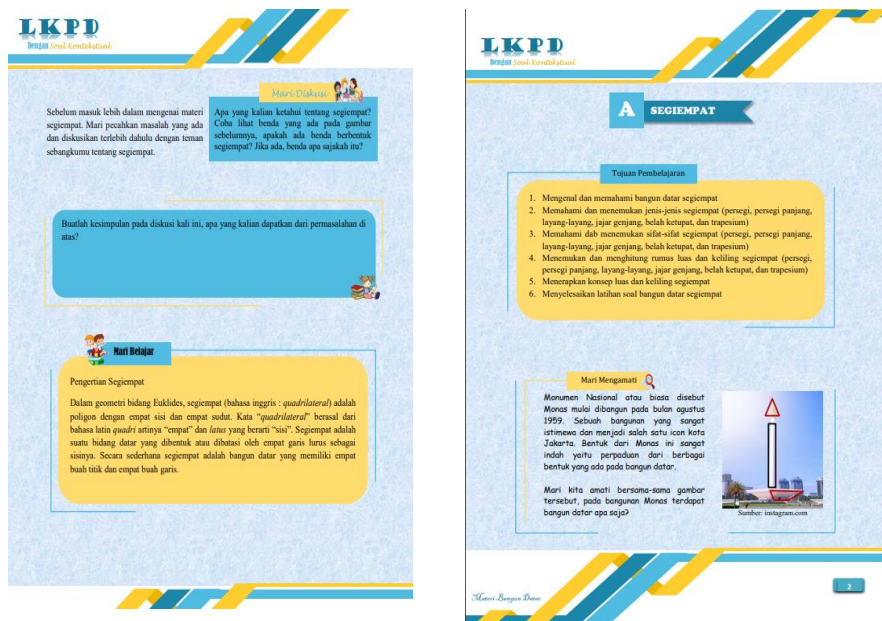 LKPD
Dengan Soal Kontekstual
Mari Diskusi
Sebelum masuk lebih dalam mengenai materi
segiempat. Mari pecahkan masalah yang ada
dan diskusikan terlebih dahulu dengan teman
sebangkumu tentang segiempat.
Apa yang kalian ketahui tentang segiempat?
Coba lihat benda yang ada pada gambar
sebelumnya, apakah ada benda berbentuk
segiempat? Jika ada, benda apa sajakah itu?
Buatlah kesimpulan pada diskusi kali ini, apa yang kalian dapatkan dari permasalahan di
atas?
Mari Belajar
Pengertian Segiempat
Dalam geometri bidang Euklides, segiempat (bahasa inggris : quadrilateral) adalah
poligon dengan empat sisi dan empat sudut. Kata “quadrilateral” berasal dari
bahasa latin quadri artinya “empat” dan latus yang berarti “sisi”. Segiempat adalah
suatu bidang datar yang dibentuk atau dibatasi oleh empat garis lurus sebagai
sisinya. Secara sederhana segiempat adalah bangun datar yang memiliki empat
buah titik dan empat buah garis.
LKPD
Dengan Soal Kontekstual
A SEGIEMPAT
Tujuan Pembelajaran
1. Mengenal dan memahami bangun datar segiempat
2. Memahami dan menemukan jenis-jenis segiempat (persegi, persegi panjang,
layang-layang, jajar genjang, belah ketupat, dan trapesium)
3. Memahami dab menemukan sifat-sifat segiempat (persegi, persegi panjang,
layang-layang, jajar genjang, belah ketupat, dan trapesium)
4. Menemukan dan menghitung rumus luas dan keliling segiempat (persegi,
persegi panjang, layang-layang, jajar genjang, belah ketupat, dan trapesium)
5. Menerapkan konsep luas dan keliling segiempat
6. Menyelesaikan latihan soal bangun datar segiempat
Mari Mengamati
Monumen Nasional atau biasa disebut
Monas mulai dibangun pada bulan agustus
1959. Sebuah bangunan yang sangat
istimewa dan menjadi salah satu icon kota
Jakarta. Bentuk dari Monas ini sangat
indah yaitu perpaduan dari berbagai
bentuk yang ada pada bangun datar.
Mari kita amati bersama-sama gambar
tersebut, pada bangunan Monas terdapat
bangun datar apa saja?
Sumber: instagram.com
Materi Bangun Datar
2